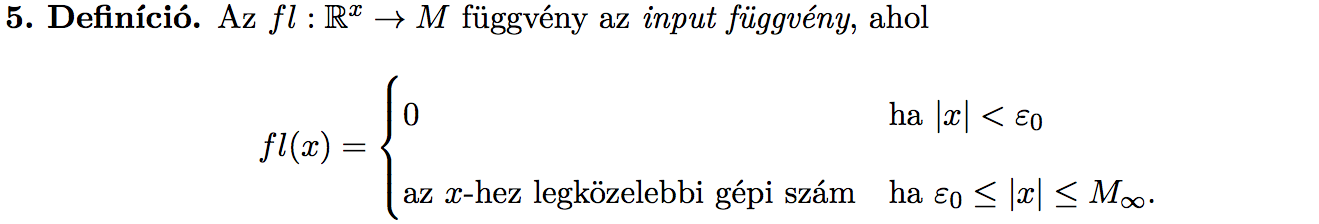 5. Definíció. Az fl : ℝˣ → M függvény az input függvény, ahol
fl(x) = { 0 ha |x| < ε₀
az x-hez legközelebbi gépi szám ha ε₀ ≤ |x| ≤ M∞.